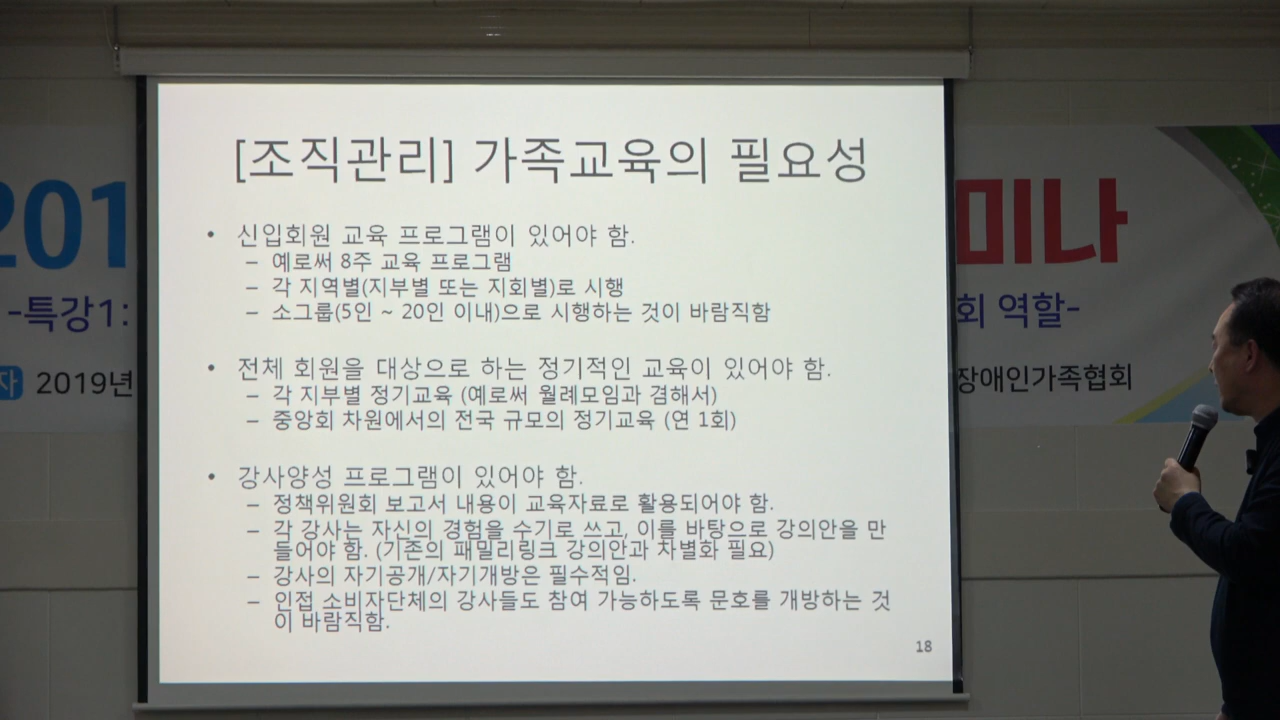 [조직관리] 가족교육의 필요성
• 신입회원 교육 프로그램이 있어야 함.
– 예로써 8주 교육 프로그램
– 각 지역별(지부별 또는 지회별)로 시행
– 소그룹(5인 ~ 20인 이내)으로 시행하는 것이 바람직함
• 전체 회원을 대상으로 하는 정기적인 교육이 있어야 함.
– 각 지부별 정기교육 (예로써 월례모임과 겸해서)
– 중앙회 차원에서의 전국 규모의 정기교육 (연 1회)
• 강사양성 프로그램이 있어야 함.
– 정책위원회 보고서 내용이 교육자료로 활용되어야 함.
– 각 강사는 자신의 경험을 수기로 쓰고, 이를 바탕으로 강의안을 만
들어야 함. (기존의 패밀리링크 강의안과 차별화 필요)
– 강사의 자기공개/자기개방은 필수적임.
– 인접 소비자단체의 강사들도 참여 가능하도록 문호를 개방하는 것
이 바람직함.
18
201 미나
-특강1: 회 역할-
자 2019년 장애인가족협회